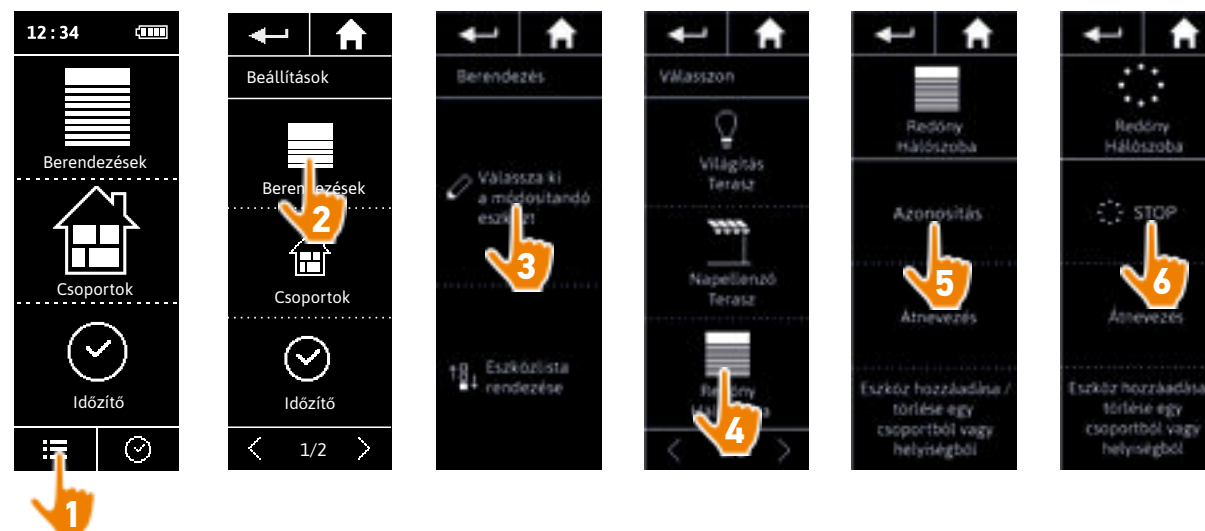 12:34
Berendezések
Csoportok
Időzítő
1
Beállítások
Berendezések
2
Csoportok
Időzítő
1/2
Berendezés
Válassza ki
a módosítandó
eszközt
3
Eszközlista
rendezése
Válasszon
Világítás
Terasz
Napellenző
Terasz
Redőny
Hálószoba
4
Redőny
Hálószoba
Azonosítás
5
Átnevezés
Eszköz hozzáadása /
törlése egy
csoportból vagy
helyiségből
Redőny
Hálószoba
STOP
6
Átnevezés
Eszköz hozzáadása
törlése egy
csoportból vagy
helyiségből